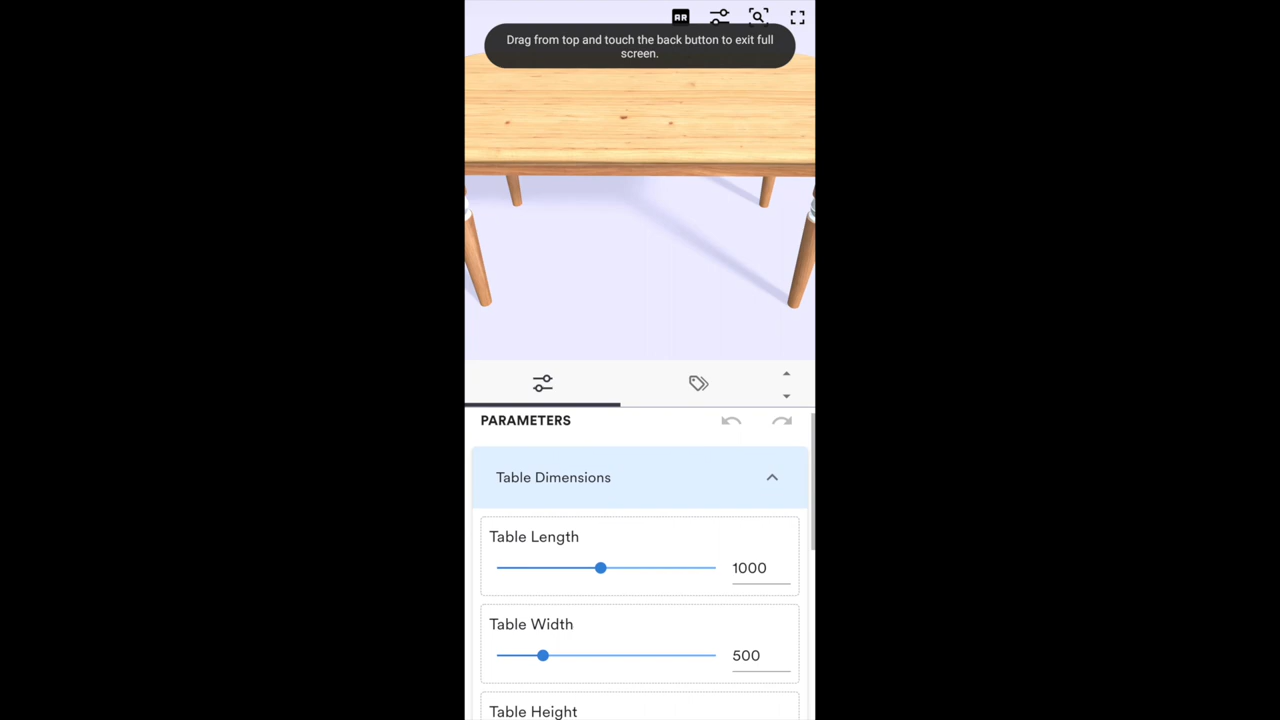 AR
Drag from top and touch the back button to exit full
screen.
PARAMETERS
Table Dimensions
Table Length
1000
Table Width
500
Table Height